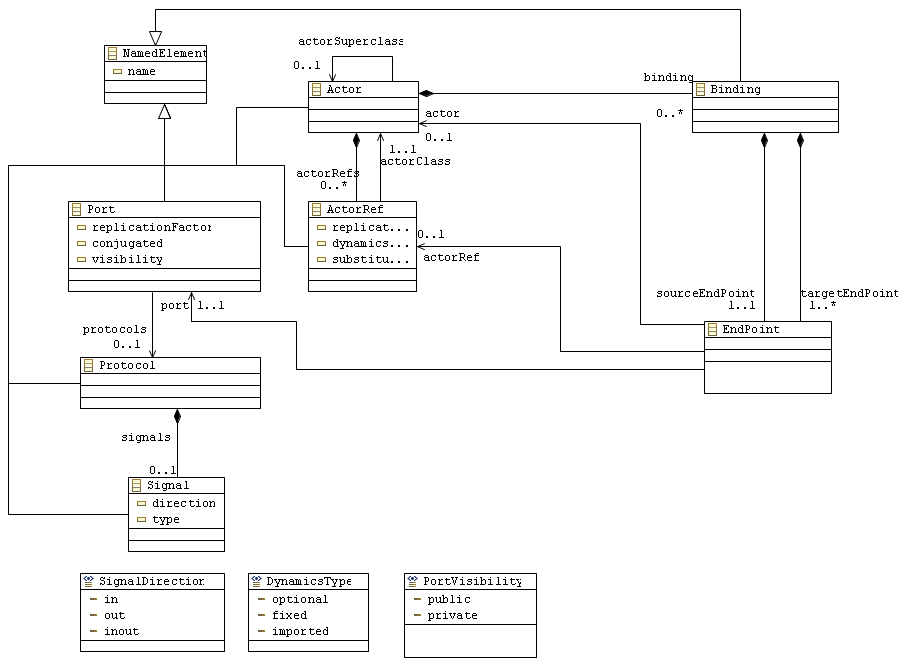 actorSuperclass
0..1
NamedElement
name
Actor
binding
Binding
0..*
actor
0..1
1..1
actorClass
actorRefs
0..*
Port
replicationFactor
conjugated
visibility
ActorRef
replicat...
dynamics...
substitu...
0..1
actorRef
sourceEndPoint
1..1
targetEndPoint
1..*
port
1..1
protocols
0..1
EndPoint
Protocol
signals
0..1
Signal
direction
type
SignalDirection
in
out
inout
DynamicsType
optional
fixed
imported
PortVisibility
public
private